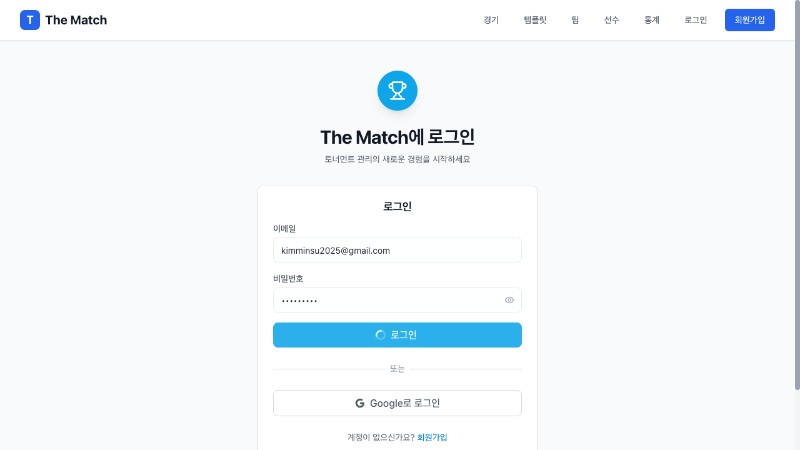 T The Match 경기 템플릿 팀 선수 통계 로그인 회원가입
The Match에 로그인
토너먼트 관리의 새로운 경험을 시작하세요
로그인
이메일
kimminsu2025@gmail.com
비밀번호
•••••••••
로그인
또는
G Google로 로그인
계정이 없으신가요? 회원가입